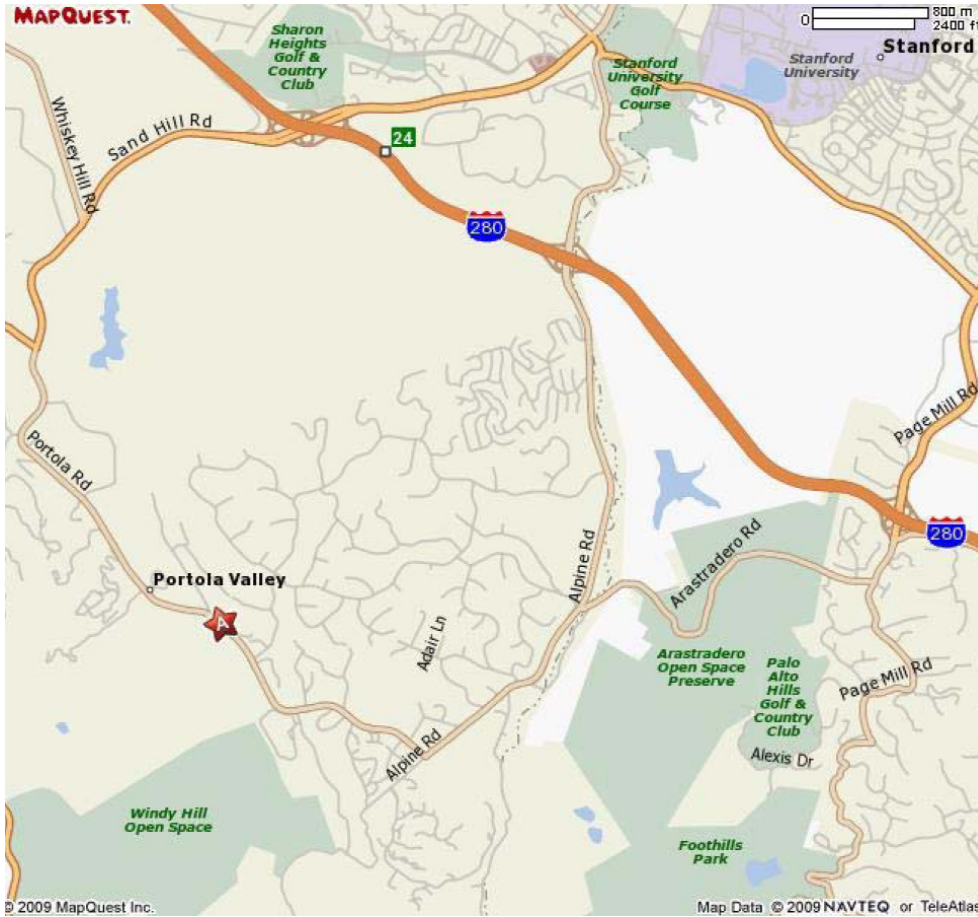 MAPQUEST.
0 800 m
2400 ft
Sharon
Heights
Golf &
Country
Club
Stanford
University
Golf
Course
Stanford
University
Stanford
Whiskey Hill Rd
Sand Hill Rd
24
280
Page Mill Rd
Portola Rd
280
Arastradero Rd
Alpine Rd
Portola Valley
A
Adair Ln
Arastradero
Open Space
Preserve
Palo
Alto
Hills
Golf &
Country
Club
Page Mill Rd
Alpine Rd
Alexis Dr
Windy Hill
Open Space
Foothills
Park
© 2009 MapQuest Inc.
Map Data © 2009 NAVTEQ or TeleAtlas